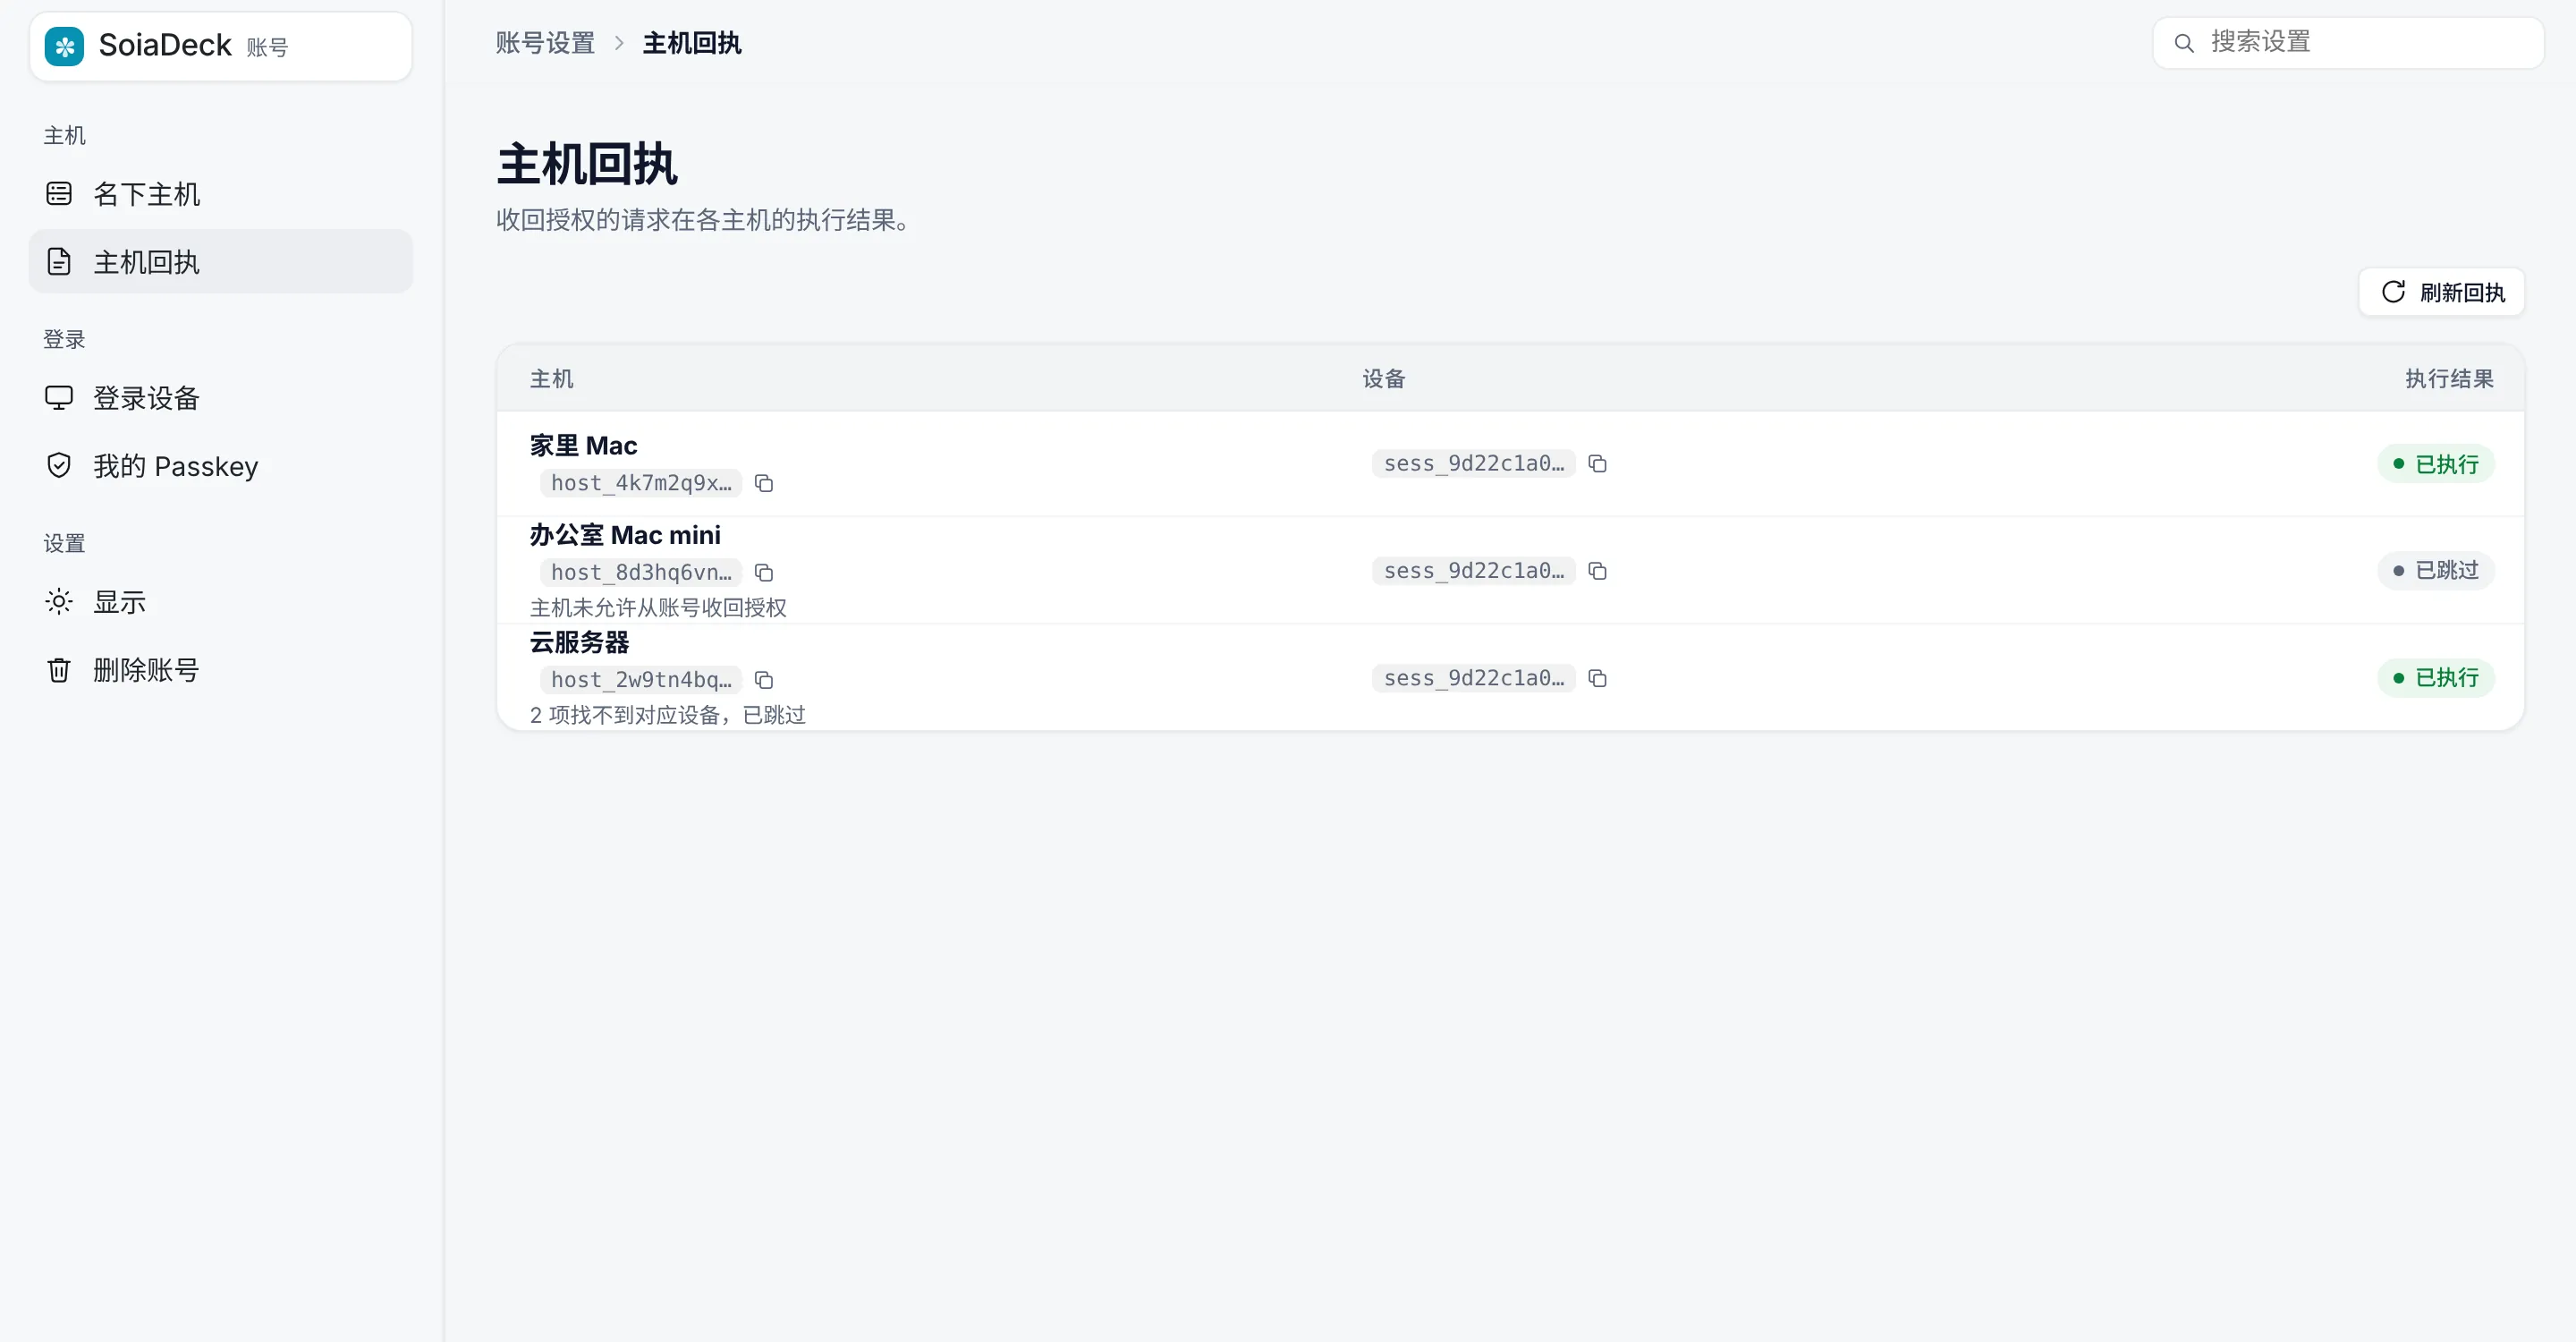 SoiaDeck 账号
主机
名下主机
主机回执
登录
登录设备
我的 Passkey
设置
显示
删除账号
账号设置 > 主机回执
搜索设置
主机回执
收回授权的请求在各主机的执行结果。
刷新回执
主机 设备 执行结果
家里 Mac
host_4k7m2q9x… sess_9d22c1a0… 已执行
办公室 Mac mini
host_8d3hq6vn… sess_9d22c1a0… 已跳过
主机未允许从账号收回授权
云服务器
host_2w9tn4bq… sess_9d22c1a0… 已执行
2 项找不到对应设备，已跳过